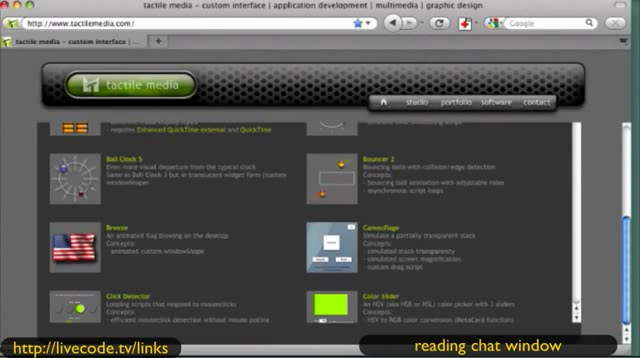 tactile media - custom interface | application development | multimedia | graphic design
http://www.tactilemedia.com/
Google
tactile media - custom interface | ...
tactile media
studio portfolio software contact
- requires Enhanced QuickTime external and QuickTime
Ball Clock 5
Even more visual departure from the typical clock
Same as Ball Clock 3 but in translucent widget form (custom
windowShape)
Bouncer 2
Bouncing balls with collision/edge detection
Concepts:
- bouncing ball animation with adjustable rates
- asynchronous script loops
Breeze
An animated flag blowing on the desktop
Concepts:
- animated custom windowShape
Camouflage
Simulate a partially transparent stack
Concepts:
- simulated stack transparency
- simulated screen magnification
- custom drag script
Click Detector
Looping scripts that respond to mouseclicks
Concepts:
- efficient mouseclick detection without mouse polling
Color Slider
An HSV (aka HSB or HSL) color picker with 3 sliders
Concepts:
- HSV to RGB color conversion (MetaCard function)
http://livecode.tv/links
reading chat window